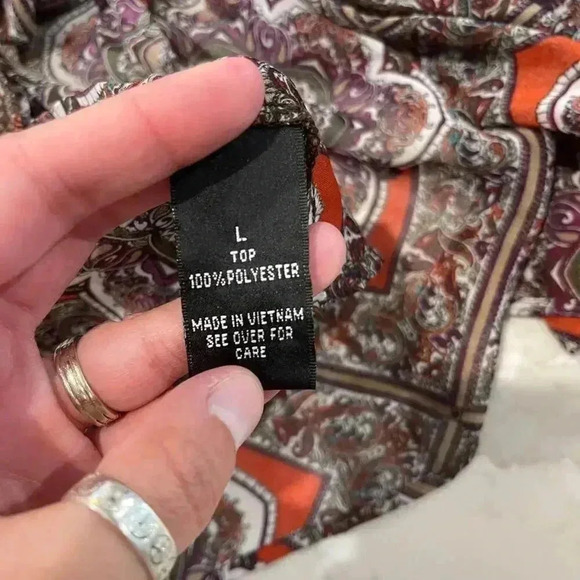 L
TOP
100%POLYESTER
MADE IN VIETNAM
SEE OVER FOR
CARE